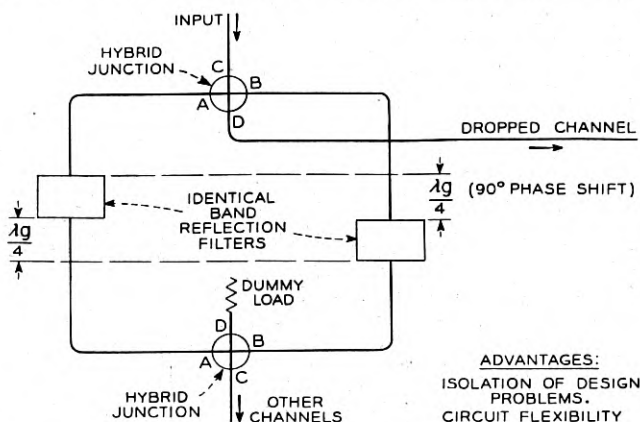 INPUT
HYBRID
JUNCTION
C
A
B
D
DROPPED CHANNEL
λg
4
(90° PHASE SHIFT)
IDENTICAL
BAND
REFLECTION
FILTERS
λg
4
DUMMY
LOAD
D
A
B
C
HYBRID
JUNCTION
OTHER
CHANNELS
ADVANTAGES:
ISOLATION OF DESIGN
PROBLEMS.
CIRCUIT FLEXIBILITY